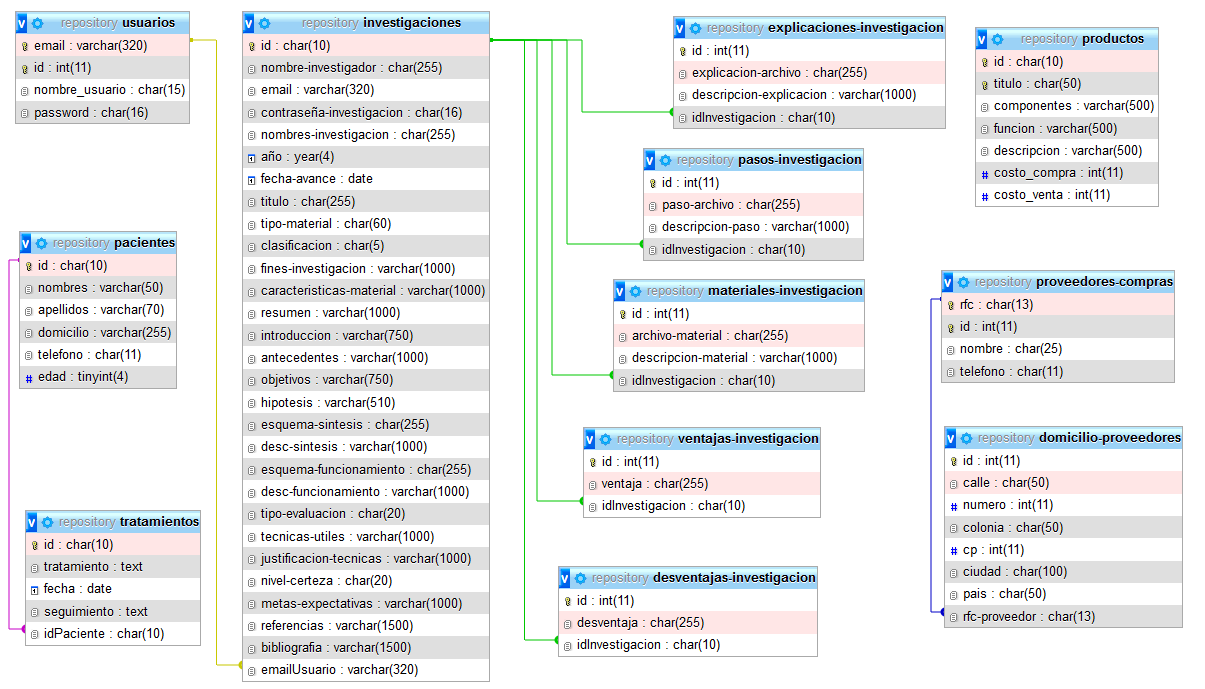 v repository usuarios
email : varchar(320)
id : int(11)
nombre_usuario : char(15)
password : char(16)
v repository pacientes
id : char(10)
nombres : varchar(50)
apellidos : varchar(70)
domicilio : varchar(255)
telefono : char(11)
# edad : tinyint(4)
v repository tratamientos
id : char(10)
tratamiento : text
fecha : date
seguimiento : text
idPaciente : char(10)
v repository investigaciones
id : char(10)
nombre-investigador : char(255)
email : varchar(320)
contraseña-investigacion : char(16)
nombres-investigacion : char(255)
año : year(4)
fecha-avance : date
titulo : char(255)
tipo-material : char(60)
clasificacion : char(5)
fines-investigacion : varchar(1000)
caracteristicas-material : varchar(1000)
resumen : varchar(1000)
introduccion : varchar(750)
antecedentes : varchar(1000)
objetivos : varchar(750)
hipotesis : varchar(510)
esquema-sintesis : char(255)
desc-sintesis : varchar(1000)
esquema-funcionamiento : char(255)
desc-funcionamiento : varchar(1000)
tipo-evaluacion : char(20)
tecnicas-utiles : varchar(1000)
justificacion-tecnicas : varchar(1000)
nivel-certeza : char(20)
metas-expectativas : varchar(1000)
referencias : varchar(1500)
bibliografia : varchar(1500)
emailUsuario : varchar(320)
v repository explicaciones-investigacion
id : int(11)
explicacion-archivo : char(255)
descripcion-explicacion : varchar(1000)
idInvestigacion : char(10)
v repository pasos-investigacion
id : int(11)
paso-archivo : char(255)
descripcion-paso : varchar(1000)
idInvestigacion : char(10)
v repository materiales-investigacion
id : int(11)
archivo-material : char(255)
descripcion-material : varchar(1000)
idInvestigacion : char(10)
v repository ventajas-investigacion
id : int(11)
ventaja : char(255)
idInvestigacion : char(10)
v repository desventajas-investigacion
id : int(11)
desventaja : char(255)
idInvestigacion : char(10)
v repository productos
id : char(10)
titulo : char(50)
componentes : varchar(500)
funcion : varchar(500)
descripcion : varchar(500)
# costo_compra : int(11)
# costo_venta : int(11)
v repository proveedores-compras
rfc : char(13)
id : int(11)
nombre : char(25)
telefono : char(11)
v repository domicilio-proveedores
id : int(11)
calle : char(50)
# numero : int(11)
colonia : char(50)
# cp : int(11)
ciudad : char(100)
pais : char(50)
rfc-proveedor : char(13)